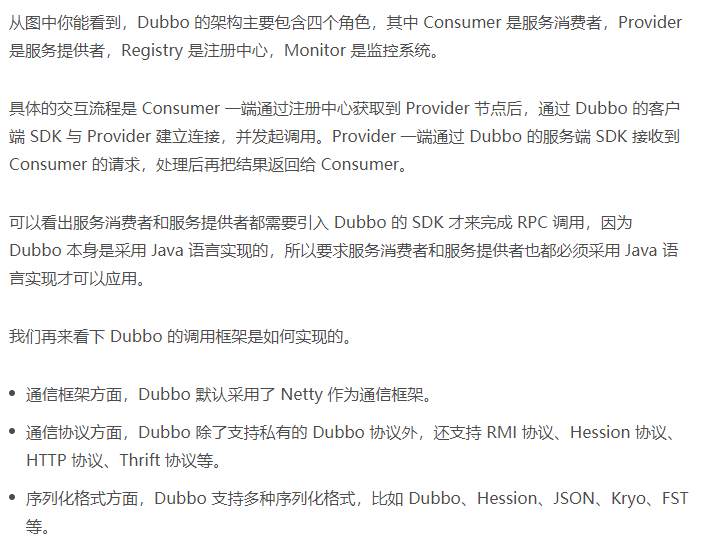 从图中你能看到，Dubbo 的架构主要包含四个角色，其中 Consumer 是服务消费者，Provider
是服务提供者，Registry 是注册中心，Monitor 是监控系统。
具体的交互流程是 Consumer 一端通过注册中心获取到 Provider 节点后，通过 Dubbo 的客户
端 SDK 与 Provider 建立连接，并发起调用。Provider 一端通过 Dubbo 的服务端 SDK 接收到
Consumer 的请求，处理后再把结果返回给 Consumer。
可以看出服务消费者和服务提供者都需要引入 Dubbo 的 SDK 才来完成 RPC 调用，因为
Dubbo 本身是采用 Java 语言实现的，所以要求服务消费者和服务提供者也都必须采用 Java 语
言实现才可以应用。
我们再来看下 Dubbo 的调用框架是如何实现的。
• 通信框架方面，Dubbo 默认采用了 Netty 作为通信框架。
• 通信协议方面，Dubbo 除了支持私有的 Dubbo 协议外，还支持 RMI 协议、Hession 协议、
HTTP 协议、Thrift 协议等。
• 序列化格式方面，Dubbo 支持多种序列化格式，比如 Dubbo、Hession、JSON、Kryo、FST
等。